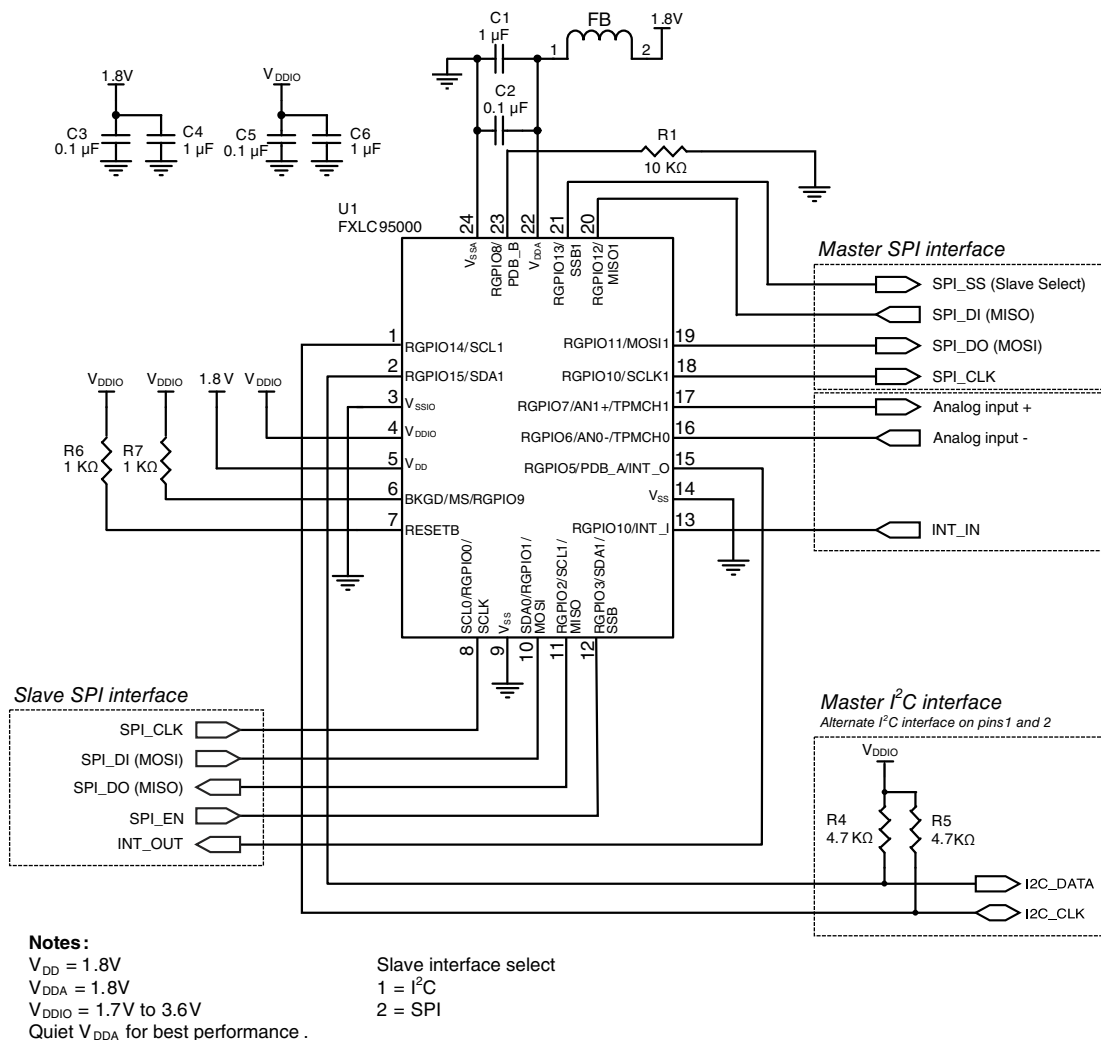 C1
1 µF
FB
1
2
1.8V
C2
0.1 µF
1.8V
C3
0.1 µF
C4
1 µF
VDDIO
C5
0.1 µF
C6
1 µF
R1
10 KΩ
U1
FXLC95000
24
23
22
21
20
VSSA
RGPIO8/
PDB_B
VDDA
RGPIO13/
SSB1
RGPIO12/
MISO1
Master SPI interface
SPI_SS (Slave Select)
SPI_DI (MISO)
SPI_DO (MOSI)
SPI_CLK
Analog input +
Analog input -
INT_IN
1
RGPIO14/SCL1
2
RGPIO15/SDA1
3
VSSIO
4
VDDIO
5
VDD
6
BKGD/MS/RGPIO9
7
RESETB
RGPIO11/MOSI1
19
RGPIO10/SCLK1
18
RGPIO7/AN1+/TPMCH1
17
RGPIO6/AN0-/TPMCH0
16
RGPIO5/PDB_A/INT_O
15
VSS
14
RGPIO10/INT_I
13
VDDIO
VDDIO
1.8 V
VDDIO
R6
1 KΩ
R7
1 KΩ
SCL0/RGPIO0/
SCLK
VSS
SDA0/RGPIO1/
MOSI
RGPIO2/SCL1/
MISO
RGPIO3/SDA1/
SSB
8
9
10
11
12
Slave SPI interface
SPI_CLK
SPI_DI (MOSI)
SPI_DO (MISO)
SPI_EN
INT_OUT
Master I²C interface
Alternate I²C interface on pins1 and 2
VDDIO
R4
4.7 KΩ
R5
4.7KΩ
I2C_DATA
I2C_CLK
Notes:
VDD = 1.8V
VDDA = 1.8V
VDDIO = 1.7V to 3.6V
Quiet VDDA for best performance .
Slave interface select
1 = I²C
2 = SPI